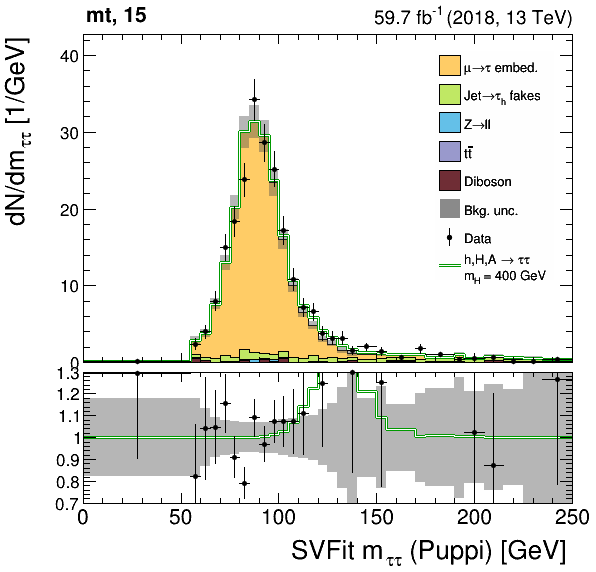 mt, 15
59.7 fb⁻¹ (2018, 13 TeV)
dN/dm_ττ [1/GeV]
40
30
20
10
0
μ→τ embed.
Jet→τ_h fakes
Z→ll
tt̄
Diboson
Bkg. unc.
Data
h,H,A → ττ
m_H = 400 GeV
1.3
1.2
1.1
1
0.9
0.8
0.7
0 50 100 150 200 250
SVFit m_ττ (Puppi) [GeV]